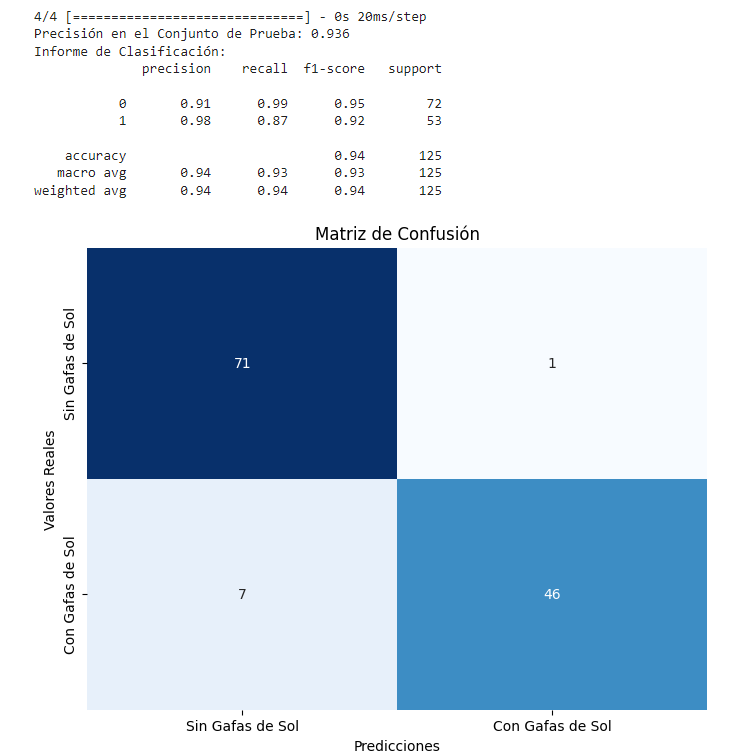 4/4 [==============================] - 0s 20ms/step
Precisión en el Conjunto de Prueba: 0.936
Informe de Clasificación:
precision recall f1-score support
0 0.91 0.99 0.95 72
1 0.98 0.87 0.92 53
accuracy 0.94 125
macro avg 0.94 0.93 0.93 125
weighted avg 0.94 0.94 0.94 125
Matriz de Confusión
Valores Reales
Sin Gafas de Sol
71 1
Con Gafas de Sol
7 46
Sin Gafas de Sol Con Gafas de Sol
Predicciones